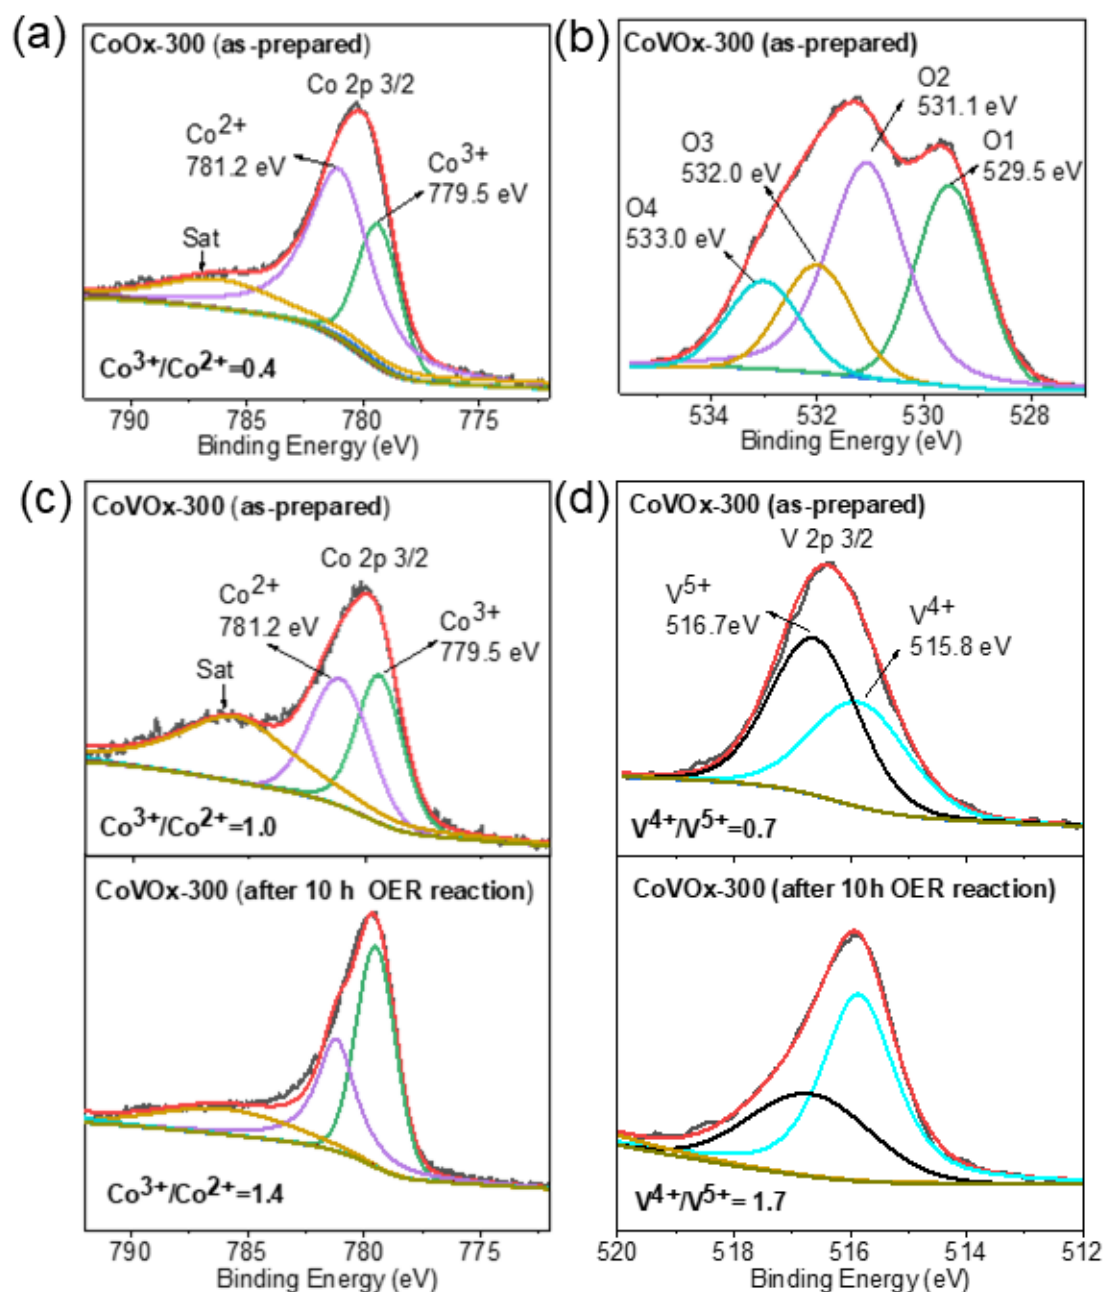 (a)
CoOx-300 (as-prepared)
Co 2p 3/2
Co2+
781.2 eV
Co3+
779.5 eV
Sat
Co3+/Co2+=0.4
790 785 780 775
Binding Energy (eV)
(b)
CoVOx-300 (as-prepared)
O2
531.1 eV
O3
532.0 eV
O1
529.5 eV
O4
533.0 eV
534 532 530 528
Binding Energy (eV)
(c)
CoVOx-300 (as-prepared)
Co 2p 3/2
Co2+
781.2 eV
Co3+
779.5 eV
Sat
Co3+/Co2+=1.0
CoVOx-300 (after 10 h OER reaction)
Co3+/Co2+=1.4
790 785 780 775
Binding Energy (eV)
(d)
CoVOx-300 (as-prepared)
V 2p 3/2
V5+
516.7eV
V4+
515.8 eV
V4+/V5+=0.7
CoVOx-300 (after 10h OER reaction)
V4+/V5+= 1.7
520 518 516 514 512
Binding Energy (eV)